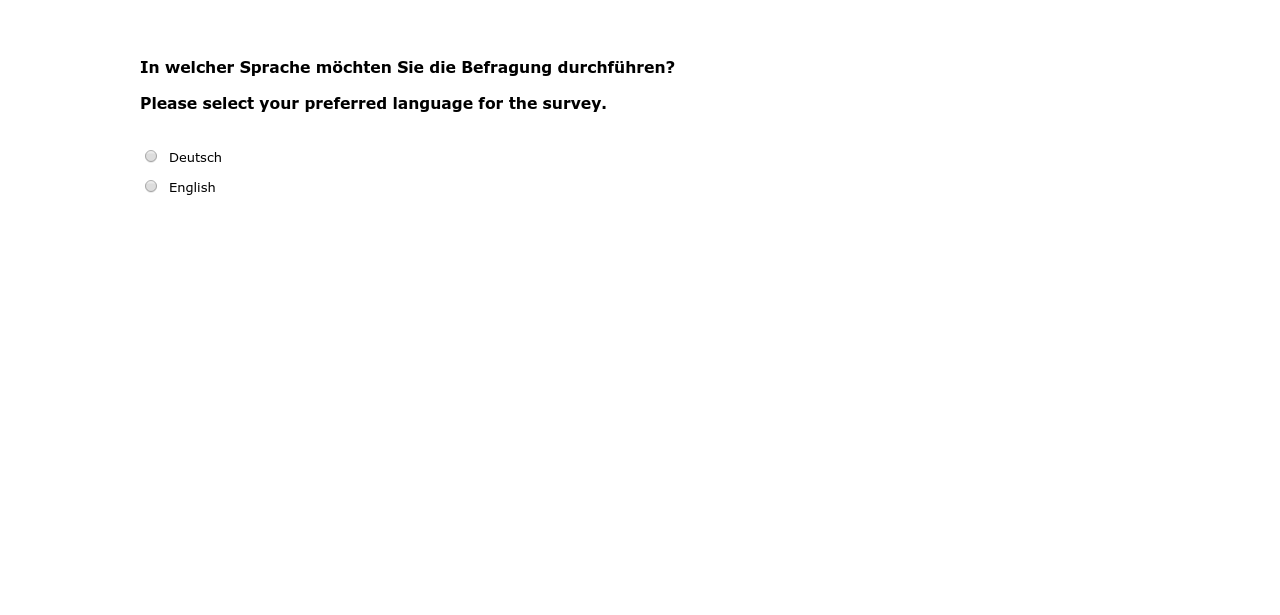 In welcher Sprache möchten Sie die Befragung durchführen?
Please select your preferred language for the survey.
Deutsch
English